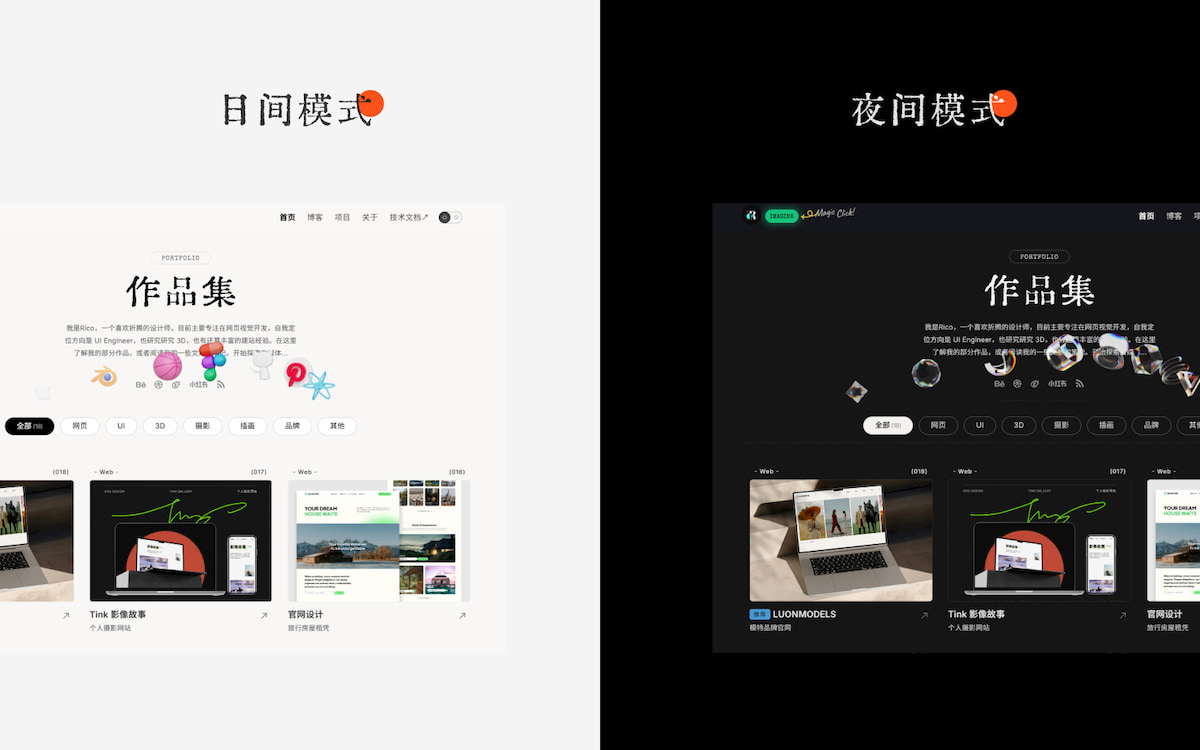 日间模式
首页 博客 项目 关于 技术文档↗
PORTFOLIO
作品集
我是Rico，一个喜欢折腾的设计师，目前主要专注在网页视觉开发，自我定
位方向是 UI Engineer，也研究研究 3D，也有还算丰富的建站经验。在这里
了解我的部分作品，或者阅读我的一些文
Bē 小红书
全部 (18) 网页 UI 3D 摄影 插画 品牌 其他
(018) - Web - (017) - Web - (016)
YOUR DREAM
HOUSE WAITS
Tink 影像故事 ↗
个人摄影网站
官网设计 ↗
旅行房屋租凭
夜间模式
IMAGINE Magic Click!
首页 博客
PORTFOLIO
作品集
我是Rico，一个喜欢折腾的设计师，目前主要专注在网页视觉开发，自我定
位方向是 UI Engineer，也研究研究 3D，也有还算丰富的建站经验。在这里
了解我的部分作品，或者阅读我的一些文
Bē 小红书
全部 (18) 网页 UI 3D 摄影 插画 品牌
- Web - (018) - Web - (017) - Web -
YOUR
HOUSE
推荐 LUONMODELS ↗
模特品牌官网
Tink 影像故事 ↗
个人摄影网站
官网设计
旅行房屋租凭